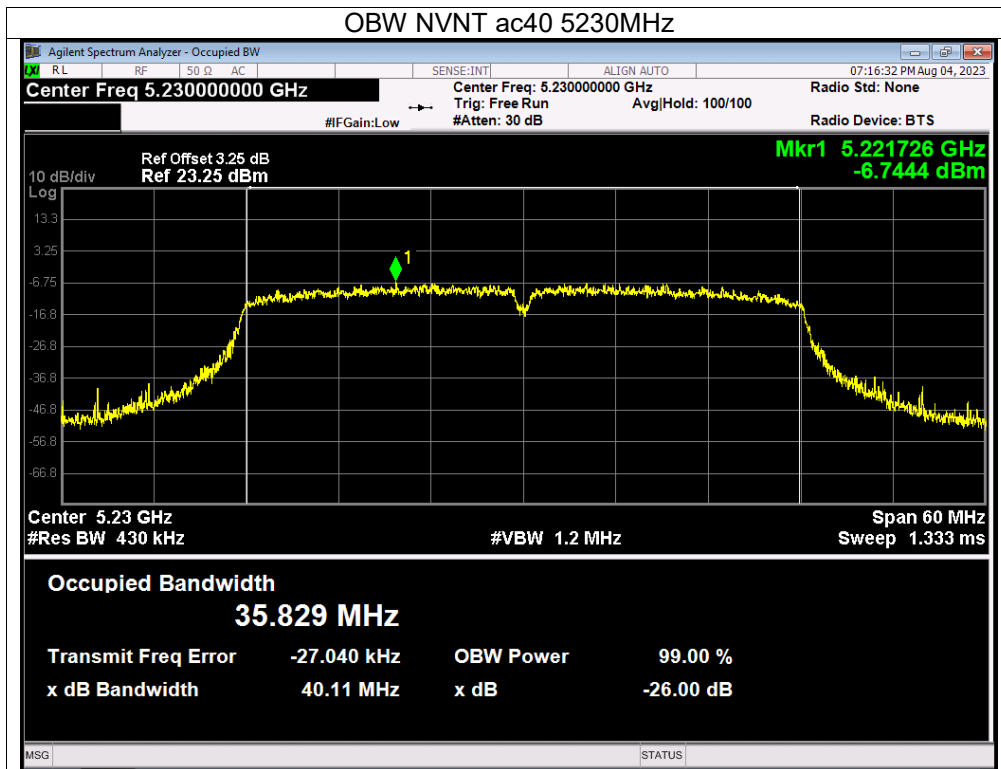 OBW NVNT ac40 5230MHz
Agilent Spectrum Analyzer - Occupied BW
LXI RL RF 50 Ω AC SENSE:INT ALIGN AUTO 07:16:32 PM Aug 04, 2023
Center Freq 5.230000000 GHz Center Freq: 5.230000000 GHz Radio Std: None
Trig: Free Run Avg|Hold: 100/100
#IFGain:Low #Atten: 30 dB Radio Device: BTS
Mkr1 5.221726 GHz
-6.7444 dBm
Ref Offset 3.25 dB
10 dB/div Ref 23.25 dBm
Log
13.3
3.25
-6.75
-16.8
-26.8
-36.8
-46.8
-56.8
-66.8
1
Center 5.23 GHz Span 60 MHz
#Res BW 430 kHz #VBW 1.2 MHz Sweep 1.333 ms
Occupied Bandwidth
35.829 MHz
Transmit Freq Error -27.040 kHz OBW Power 99.00 %
x dB Bandwidth 40.11 MHz x dB -26.00 dB
MSG STATUS